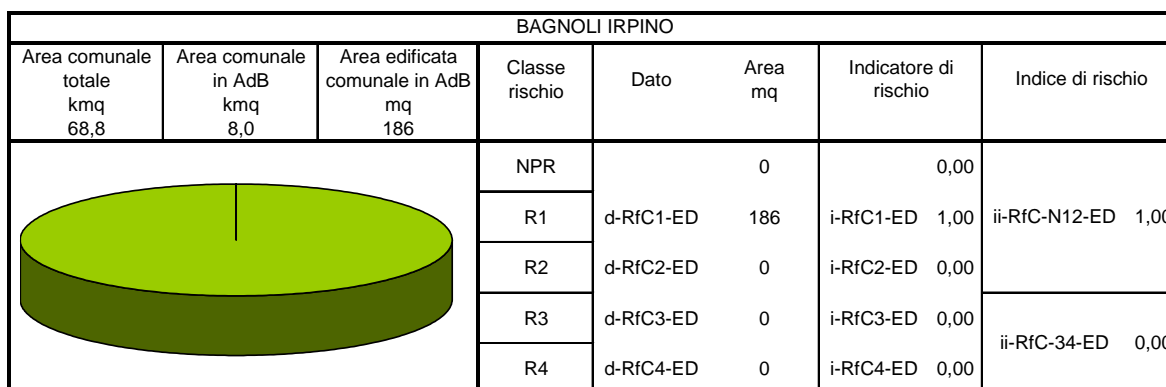 BAGNOLI IRPINO
Area comunale totale kmq 68,8
Area comunale in AdB kmq 8,0
Area edificata comunale in AdB mq 186
Classe rischio
Dato
Area mq
Indicatore di rischio
Indice di rischio
NPR 0 0,00
R1 d-RfC1-ED 186 i-RfC1-ED 1,00 ii-RfC-N12-ED 1,00
R2 d-RfC2-ED 0 i-RfC2-ED 0,00
R3 d-RfC3-ED 0 i-RfC3-ED 0,00
ii-RfC-34-ED 0,00
R4 d-RfC4-ED 0 i-RfC4-ED 0,00